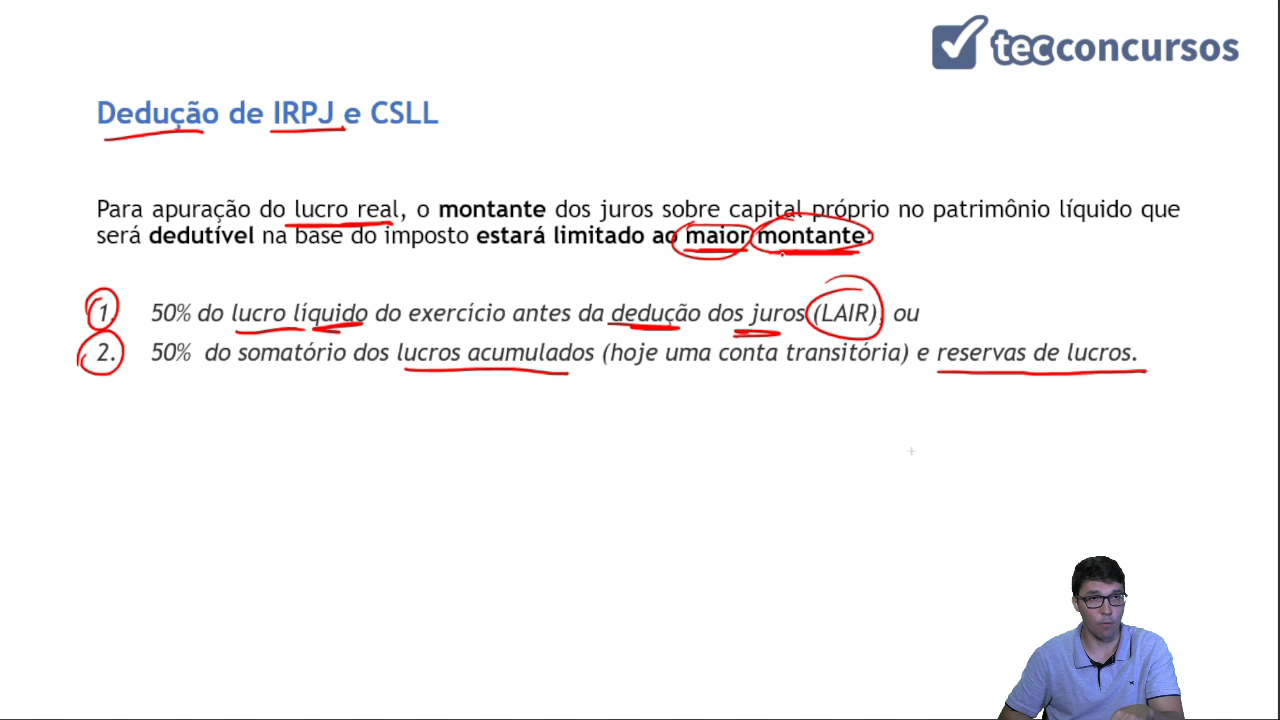 tecconcursos
Dedução de IRPJ e CSLL
Para apuração do lucro real, o montante dos juros sobre capital próprio no patrimônio líquido que
será dedutível na base do imposto estará limitado ao maior montante:
1. 50% do lucro líquido do exercício antes da dedução dos juros (LAIR), ou
2. 50% do somatório dos lucros acumulados (hoje uma conta transitória) e reservas de lucros.